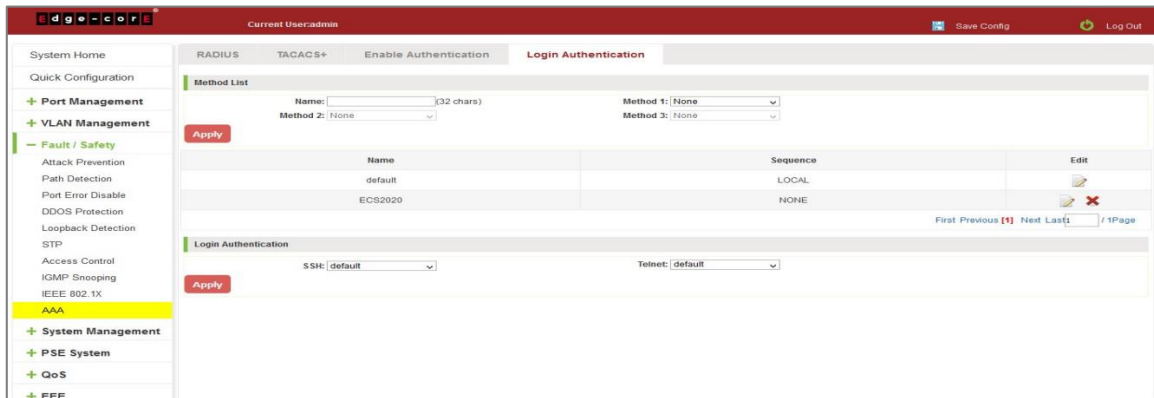 Edge-corE
Current User:admin
Save Config
Log Out
System Home
Quick Configuration
Port Management
VLAN Management
Fault / Safety
Attack Prevention
Path Detection
Port Error Disable
DDOS Protection
Loopback Detection
STP
Access Control
IGMP Snooping
IEEE 802.1X
AAA
System Management
PSE System
QoS
EEE
RADIUS TACACS+ Enable Authentication Login Authentication
Method List
Name: (32 chars) Method 1: None
Method 2: None Method 3: None
Apply
Name Sequence Edit
default LOCAL
ECS2020 NONE
First Previous [1] Next Last 1 / 1Page
Login Authentication
SSH: default Telnet: default
Apply